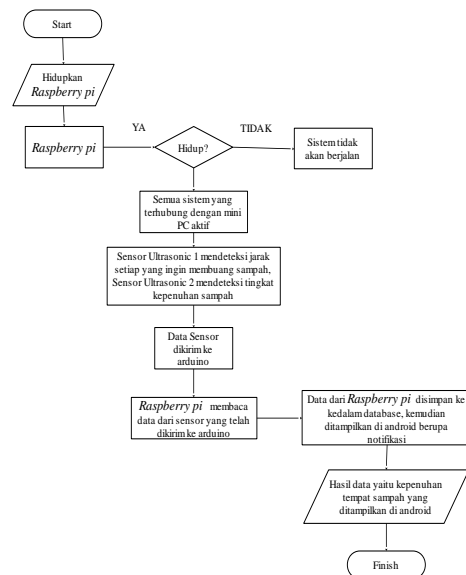 Start
Hidupkan
Raspberry pi
Raspberry pi
YA
Hidup?
TIDAK
Sistem tidak
akan berjalan
Semua sistem yang
terhubung dengan mini
PC aktif
Sensor Ultrasonic 1 mendeteksi jarak
setiap yang ingin membuang sampah,
Sensor Ultrasonic 2 mendeteksi tingkat
kepenuhan sampah
Data Sensor
dikirim ke
arduino
Raspberry pi membaca
data dari sensor yang telah
dikirim ke arduino
Data dari Raspberry pi disimpan ke
kedalam database, kemudian
ditampilkan di android berupa
notifikasi
Hasil data yaitu kepenuhan
tempat sampah yang
ditampilkan di android
Finish